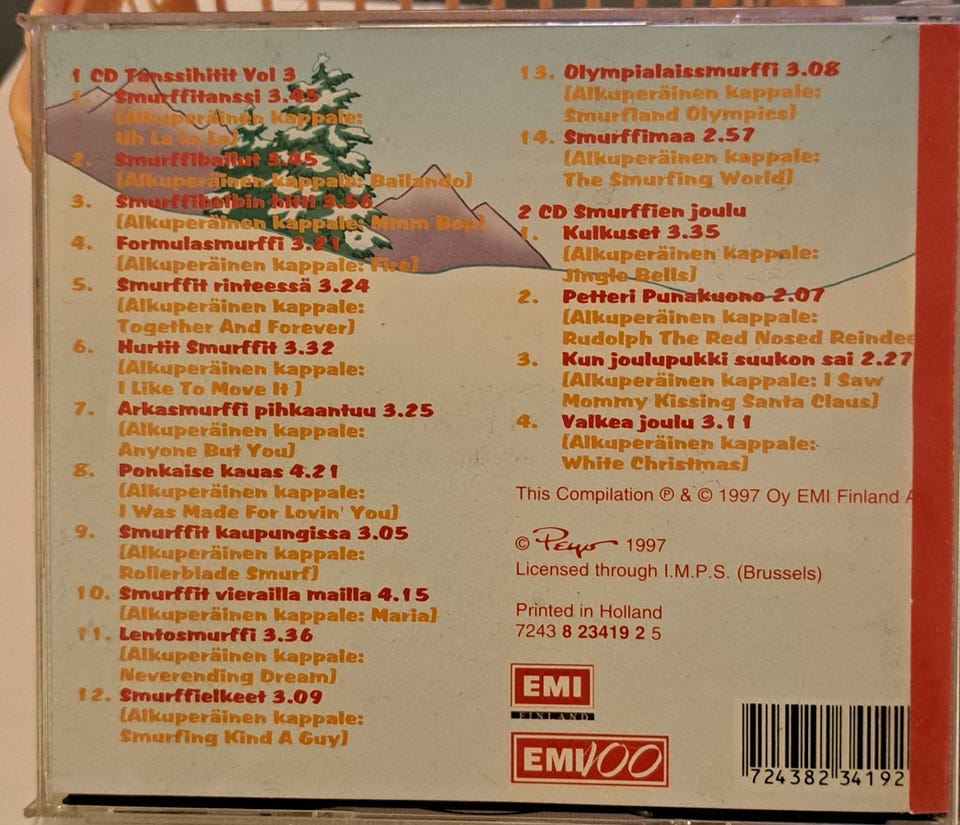 1 CD Tanssihitit Vol 3
1. Smurffitanssi 3.45
(Alkuperäinen kappale:
Uh La La La)
2. Smurffibailut 3.45
(Alkuperäinen kappale: Bailando)
3. Smurffibeibin hitti 3.56
(Alkuperäinen kappale: Mmm Bop)
4. Formulasmurffi 3.21
(Alkuperäinen kappale: Fire)
5. Smurffit rinteessä 3.24
(Alkuperäinen kappale:
Together And Forever)
6. Hurtit Smurffit 3.32
(Alkuperäinen kappale:
I Like To Move It )
7. Arkasmurffi pihkaantuu 3.25
(Alkuperäinen kappale:
Anyone But You)
8. Ponkaise kauas 4.21
(Alkuperäinen kappale:
I Was Made For Lovin' You)
9. Smurffit kaupungissa 3.05
(Alkuperäinen kappale:
Rollerblade Smurf)
10. Smurffit vierailla mailla 4.15
(Alkuperäinen kappale: Maria)
11. Lentosmurffi 3.36
(Alkuperäinen kappale:
Neverending Dream)
12. Smurffielkeet 3.09
(Alkuperäinen kappale:
Smurfing Kind A Guy)
13. Olympialaissmurffi 3.08
(Alkuperäinen kappale:
Smurfland Olympics)
14. Smurffimaa 2.57
(Alkuperäinen kappale:
The Smurfing World)
2 CD Smurffien joulu
1. Kulkuset 3.35
(Alkuperäinen kappale:
Jingle Bells)
2. Petteri Punakuono 2.07
(Alkuperäinen kappale:
Rudolph The Red Nosed Reindee
3. Kun joulupukki suukon sai 2.27
(Alkuperäinen kappale: I Saw
Mommy Kissing Santa Claus)
4. Valkea joulu 3.11
(Alkuperäinen kappale:
White Christmas)
This Compilation ℗ & © 1997 Oy EMI Finland A
© Peyo 1997
Licensed through I.M.P.S. (Brussels)
Printed in Holland
7243 8 23419 2 5
EMI
FINLAND
EMI100
724382 34192